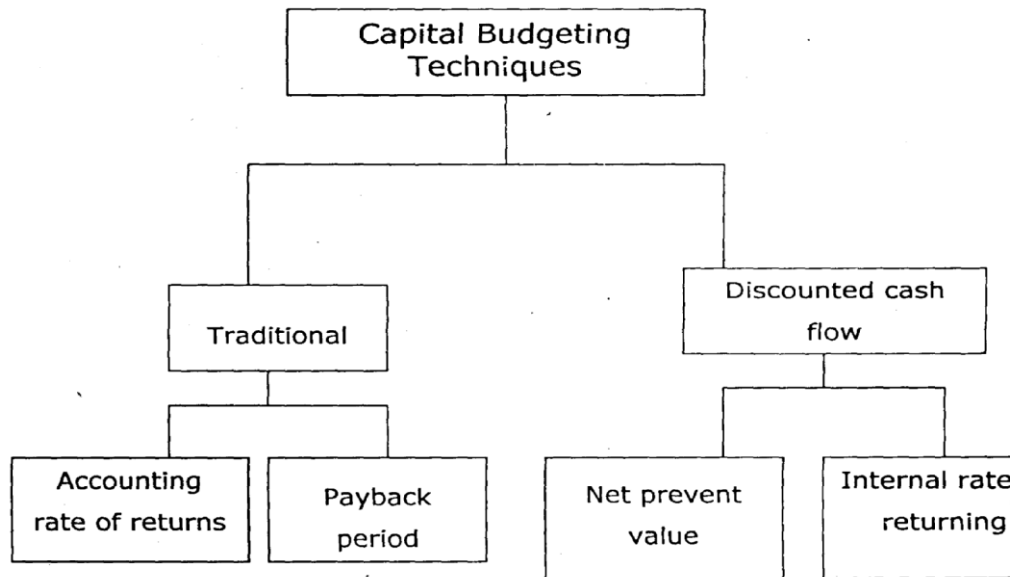 Capital Budgeting
Techniques
Traditional
Discounted cash
flow
Accounting
rate of returns
Payback
period
Net prevent
value
Internal rate
returning